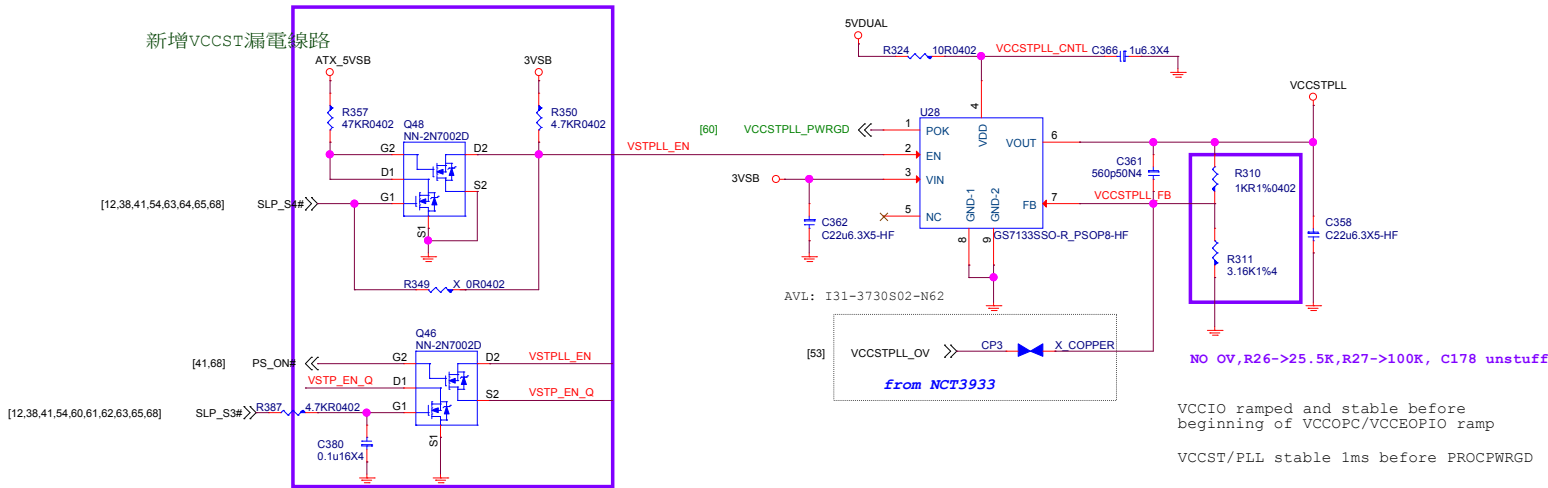 新增VCCST漏電線路
ATX_5VSB
3VSB
R357
47KR0402
Q48
NN-2N7002D
R350
4.7KR0402
G2
D2
D1
S2
G1
S1
VSTPLL_EN
[12,38,41,54,63,64,65,68]
SLP_S4#
R349
X_0R0402
Q46
NN-2N7002D
[41,68]
PS_ON#
G2
D2
VSTPLL_EN
VSTP_EN_Q
D1
S2
VSTP_EN_Q
[12,38,41,54,60,61,62,63,65,68]
SLP_S3#
R387
4.7KR0402
G1
S1
C380
0.1u16X4
5VDUAL
R324
10R0402
VCCSTPLL_CNTL
C366
1u6.3X4
4
U28
[60]
VCCSTPLL_PWRGD
1
POK
VDD
VOUT
6
2
EN
3VSB
3
VIN
5
NC
GND-1
GND-2
FB
7
8
9
GS7133SSO-R_PSOP8-HF
C362
C22u6.3X5-HF
VCCSTPLL
C361
560p50N4
VCCSTPLL_FB
R310
1KR1%0402
R311
3.16K1%4
C358
C22u6.3X5-HF
AVL: I31-3730S02-N62
[53]
VCCSTPLL_OV
CP3
X_COPPER
from NCT3933
NO OV,R26->25.5K,R27->100K, C178 unstuff
VCCIO ramped and stable before
beginning of VCCOPC/VCCEOPIO ramp
VCCST/PLL stable 1ms before PROCPWRGD